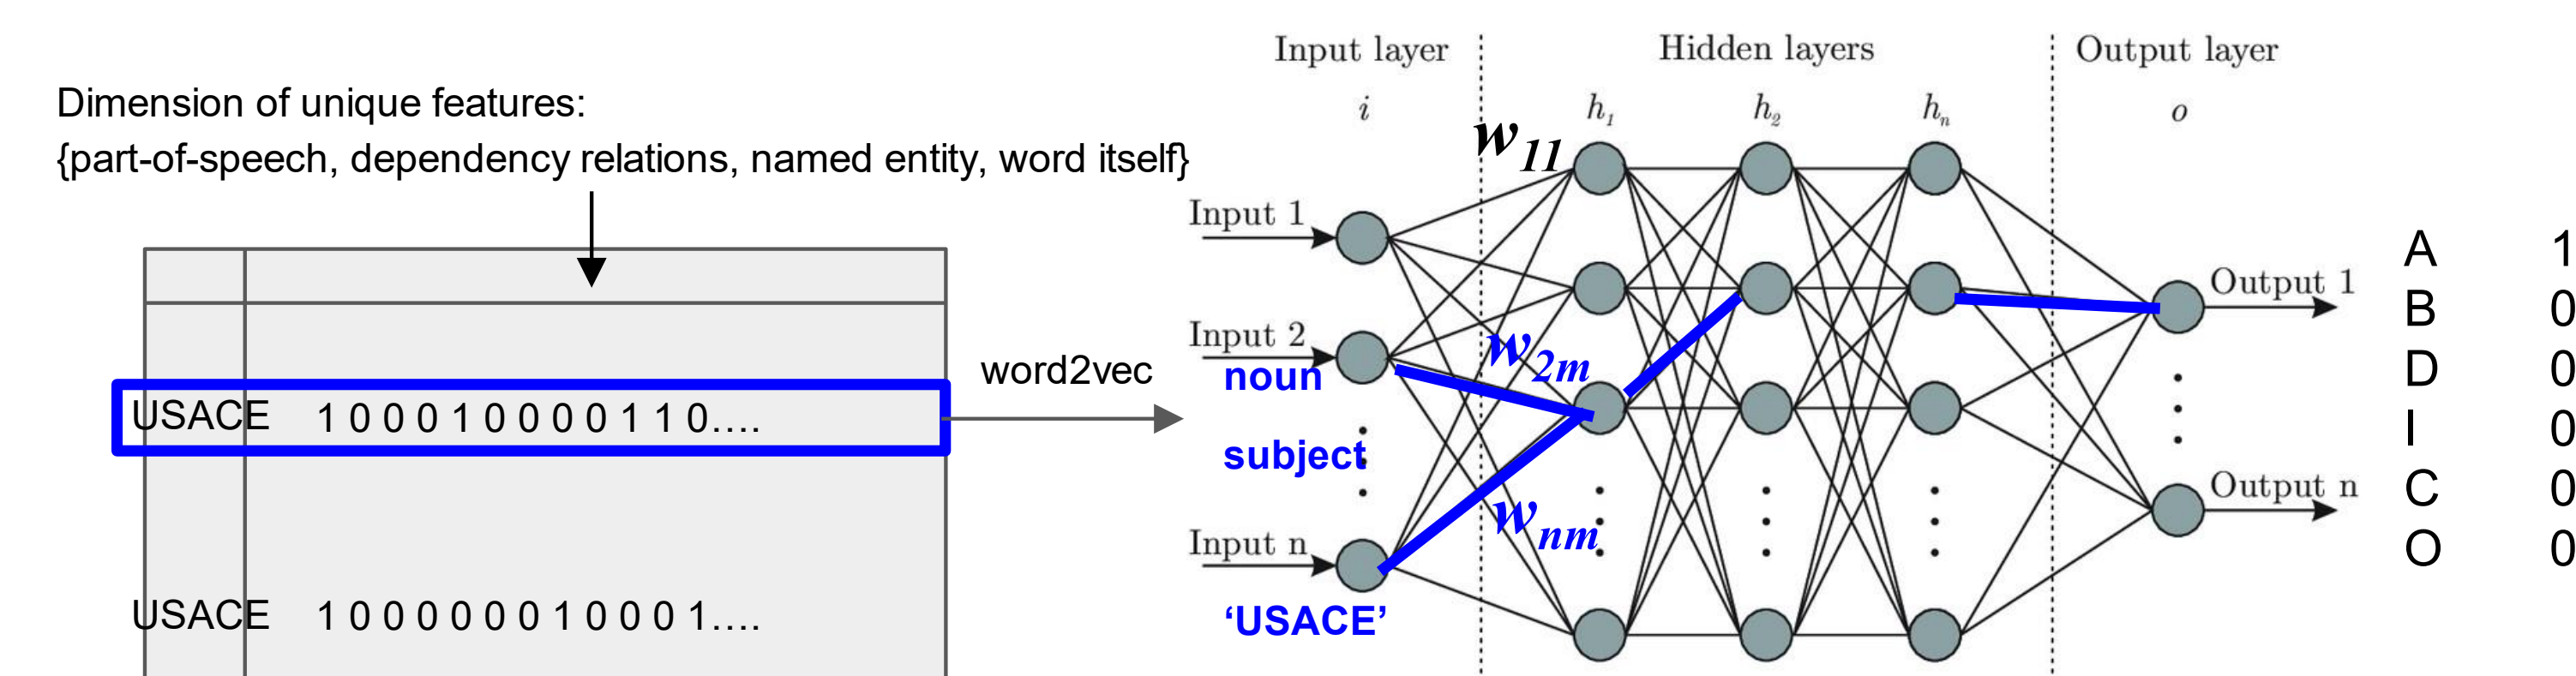 Dimension of unique features:
{part-of-speech, dependency relations, named entity, word itself}
USACE 1 0 0 0 1 0 0 0 0 1 1 0....
USACE 1 0 0 0 0 0 0 1 0 0 0 1....
word2vec
Input layer
i
Hidden layers
h1 h2 hn
Output layer
o
w11
Input 1
Input 2
noun
subject
Input n
'USACE'
w2m
wnm
Output 1
Output n
A 1
B 0
D 0
I 0
C 0
O 0